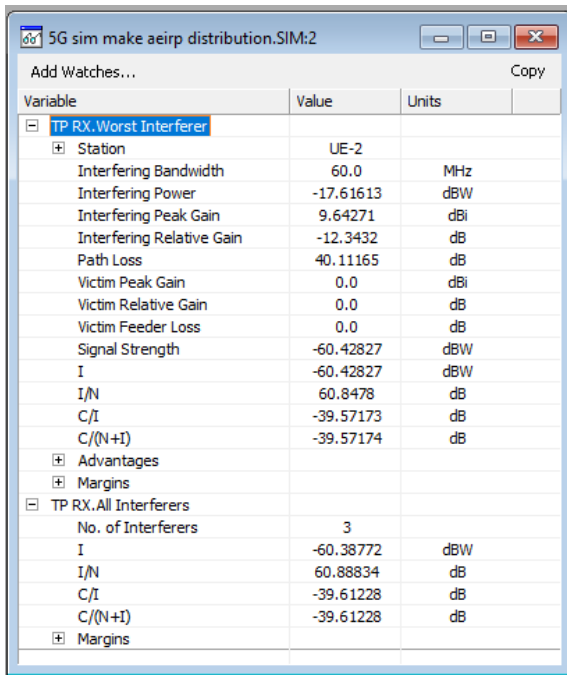 5G sim make aeirp distribution.SIM:2
Add Watches... Copy
Variable Value Units
TP RX.Worst Interferer
Station UE-2
Interfering Bandwidth 60.0 MHz
Interfering Power -17.61613 dBW
Interfering Peak Gain 9.64271 dBi
Interfering Relative Gain -12.3432 dB
Path Loss 40.11165 dB
Victim Peak Gain 0.0 dBi
Victim Relative Gain 0.0 dB
Victim Feeder Loss 0.0 dB
Signal Strength -60.42827 dBW
I -60.42827 dBW
I/N 60.8478 dB
C/I -39.57173 dB
C/(N+I) -39.57174 dB
Advantages
Margins
TP RX.All Interferers
No. of Interferers 3
I -60.38772 dBW
I/N 60.88834 dB
C/I -39.61228 dB
C/(N+I) -39.61228 dB
Margins